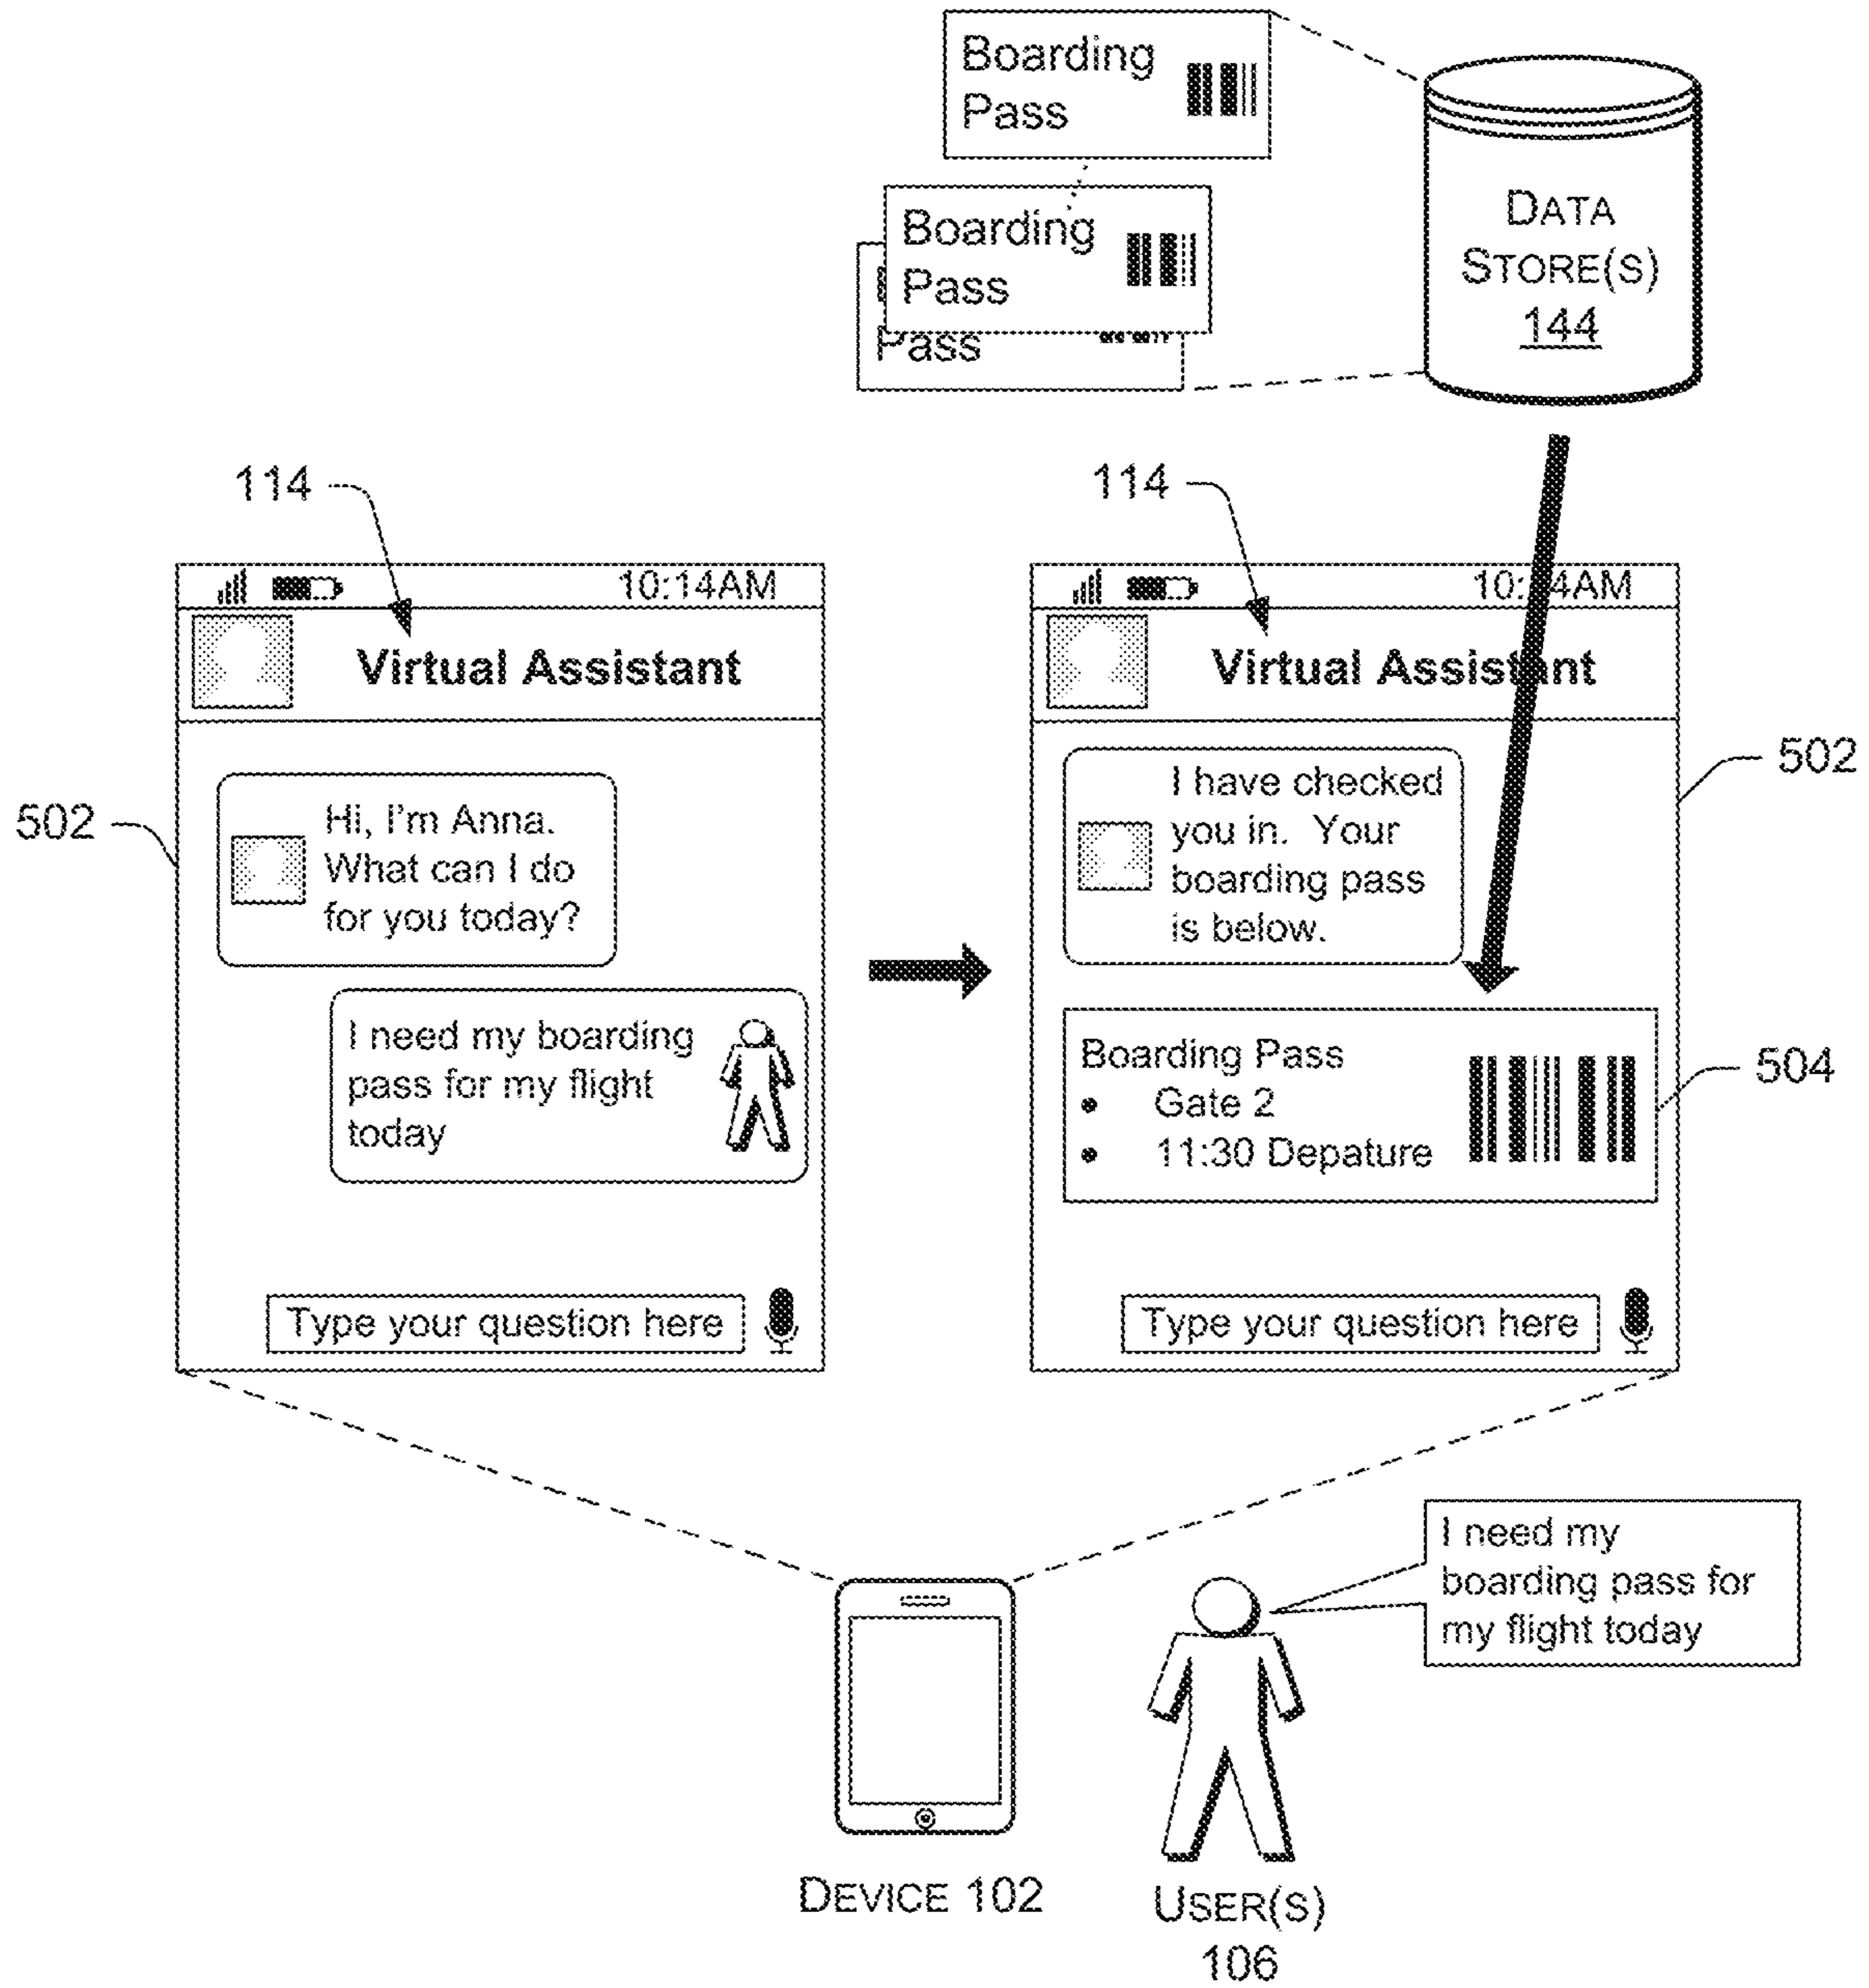 Boarding
Pass
Boarding
Pass
Pass
DATA
STORE(S)
144
114
10:14AM
Virtual Assistant
502
Hi, I'm Anna.
What can I do
for you today?
I need my boarding
pass for my flight
today
Type your question here
114
Virtual Assistant
502
I have checked
you in. Your
boarding pass
is below.
Boarding Pass
• Gate 2
• 11:30 Depature
504
Type your question here
I need my
boarding pass for
my flight today
DEVICE 102
USER(S)
106